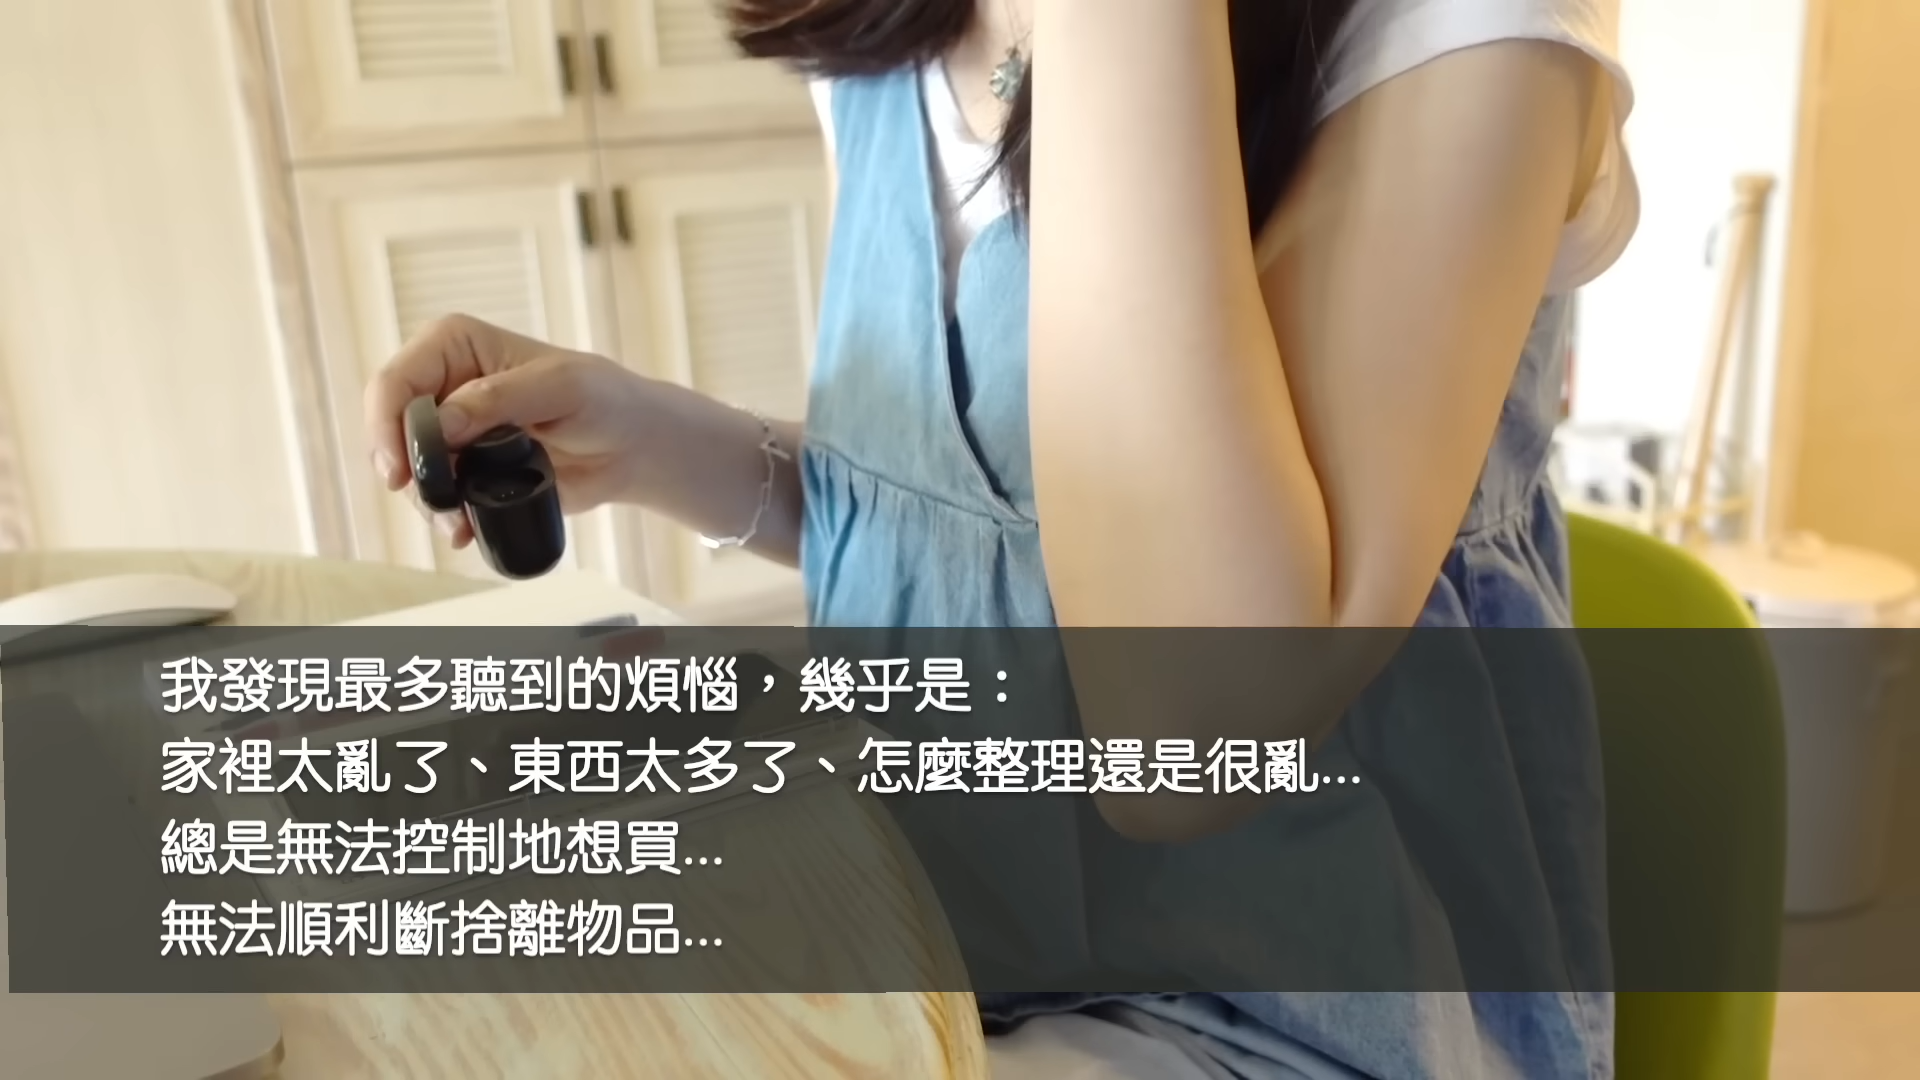 我發現最多聽到的煩惱，幾乎是：
家裡太亂了、東西太多了、怎麼整理還是很亂...
總是無法控制地想買...
無法順利斷捨離物品...